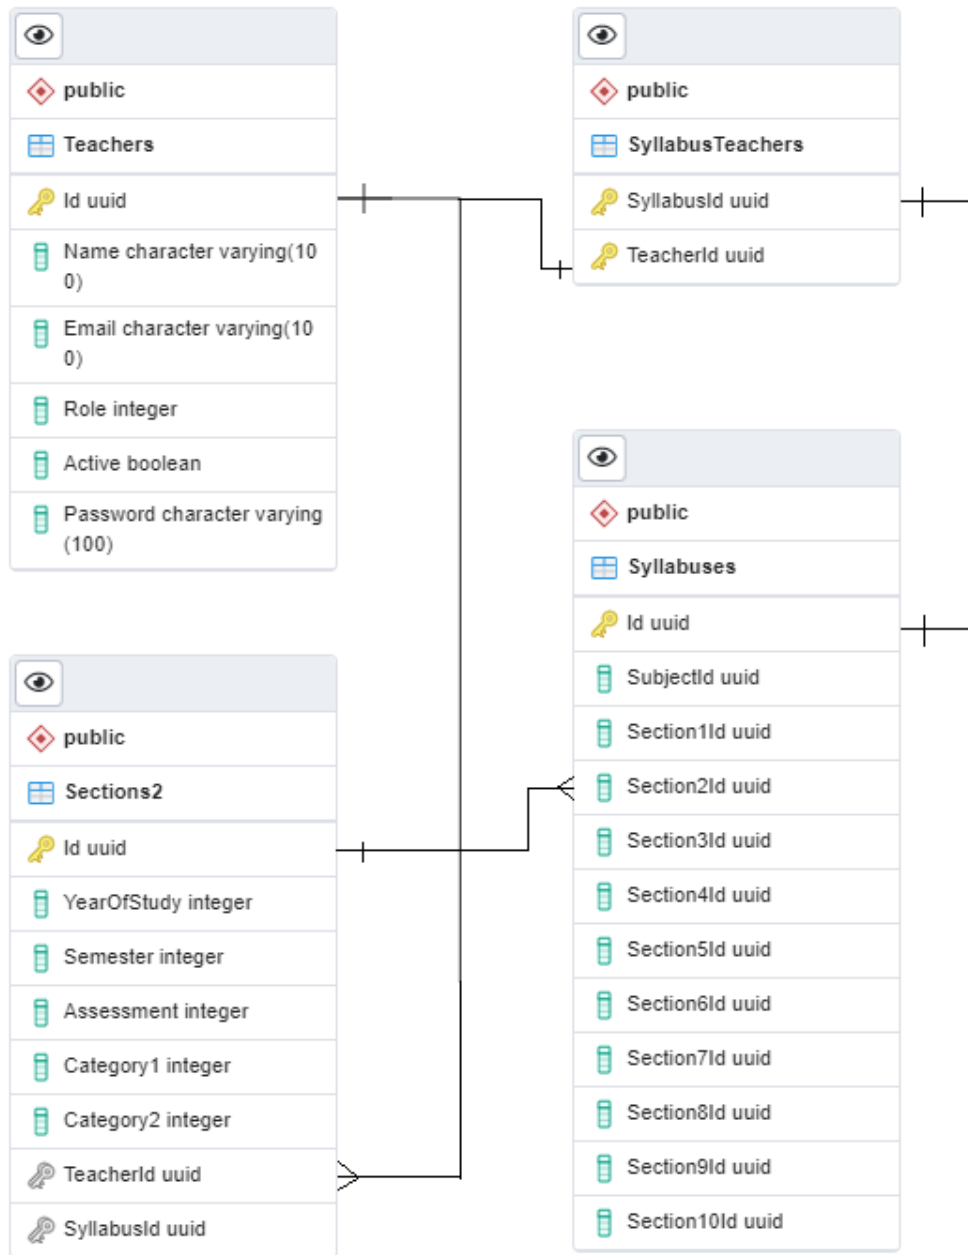 public
Teachers
Id uuid
Name character varying(10
0)
Email character varying(10
0)
Role integer
Active boolean
Password character varying
(100)
public
SyllabusTeachers
SyllabusId uuid
TeacherId uuid
public
Sections2
Id uuid
YearOfStudy integer
Semester integer
Assessment integer
Category1 integer
Category2 integer
TeacherId uuid
SyllabusId uuid
public
Syllabuses
Id uuid
SubjectId uuid
Section1Id uuid
Section2Id uuid
Section3Id uuid
Section4Id uuid
Section5Id uuid
Section6Id uuid
Section7Id uuid
Section8Id uuid
Section9Id uuid
Section10Id uuid